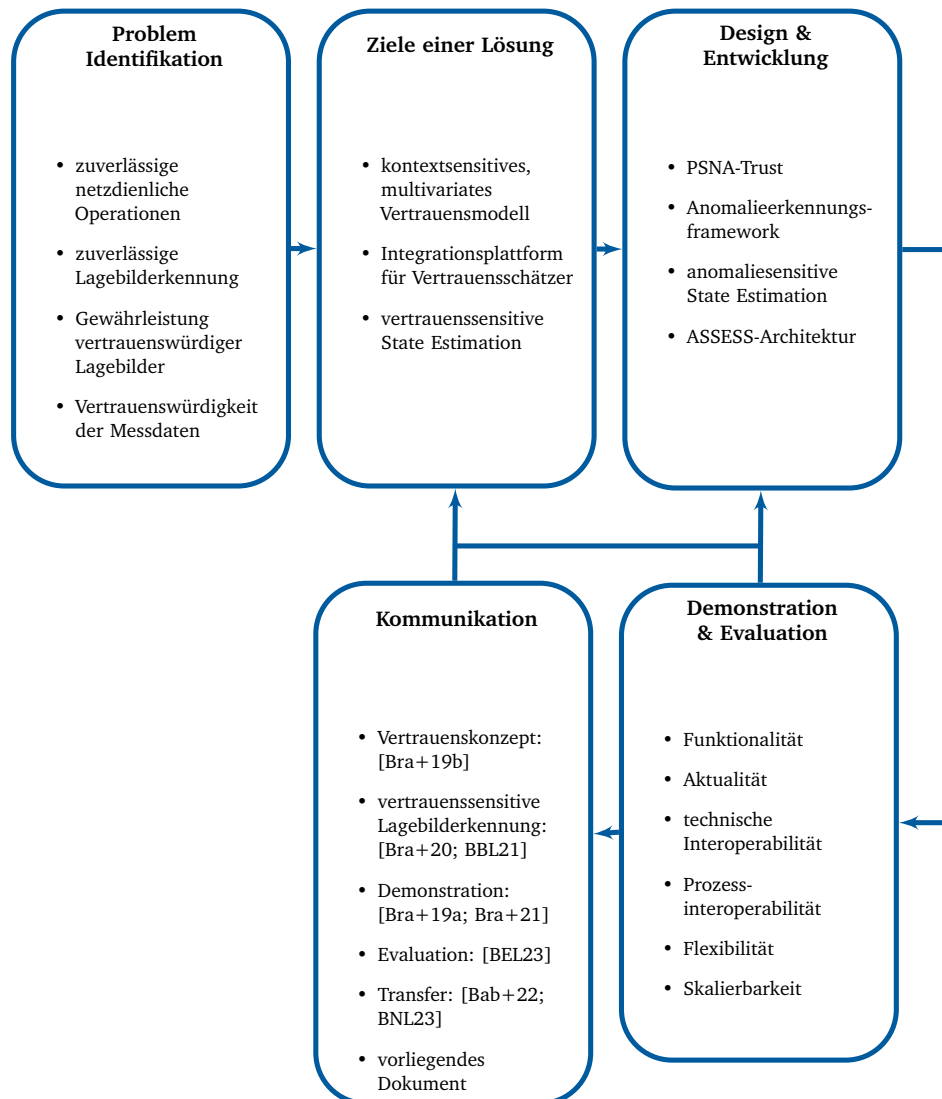 Problem
Identifikation
• zuverlässige
netzdienliche
Operationen
• zuverlässige
Lagebilderkennung
• Gewährleistung
vertrauenswürdiger
Lagebilder
• Vertrauenswürdigkeit
der Messdaten
Ziele einer Lösung
• kontextsensitives,
multivariates
Vertrauensmodell
• Integrationsplattform
für Vertrauensschätzer
• vertrauenssensitive
State Estimation
Design &
Entwicklung
• PSNA-Trust
• Anomalieerkennungs-
framework
• anomaliesensitive
State Estimation
• ASSESS-Architektur
Kommunikation
• Vertrauenskonzept:
[Bra+19b]
• vertrauenssensitive
Lagebilderkennung:
[Bra+20; BBL21]
• Demonstration:
[Bra+19a; Bra+21]
• Evaluation: [BEL23]
• Transfer: [Bab+22;
BNL23]
• vorliegendes
Dokument
Demonstration
& Evaluation
• Funktionalität
• Aktualität
• technische
Interoperabilität
• Prozess-
interoperabilität
• Flexibilität
• Skalierbarkeit